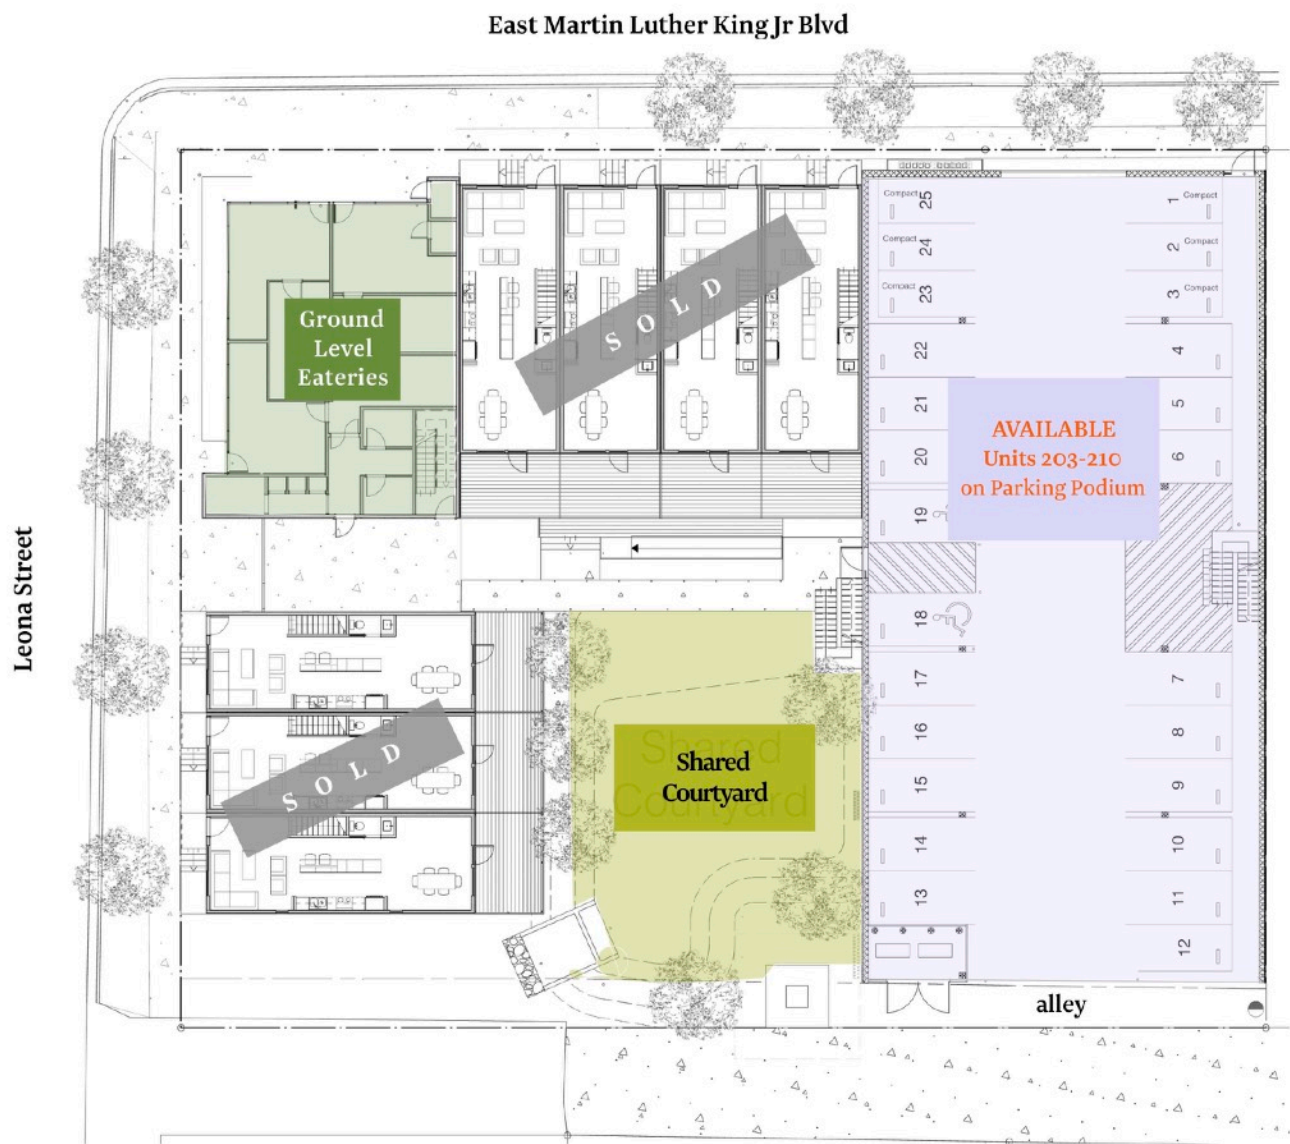 East Martin Luther King Jr Blvd
Leona Street
Ground
Level
Eateries
SOLD
Compact 25
Compact 24
Compact 23
22
21
20
19
18
17
16
15
14
13
1 Compact
2 Compact
3 Compact
4
5
6
7
8
9
10
11
12
AVAILABLE
Units 203-210
on Parking Podium
SOLD
Shared
Courtyard
Shared
Courtyard
alley